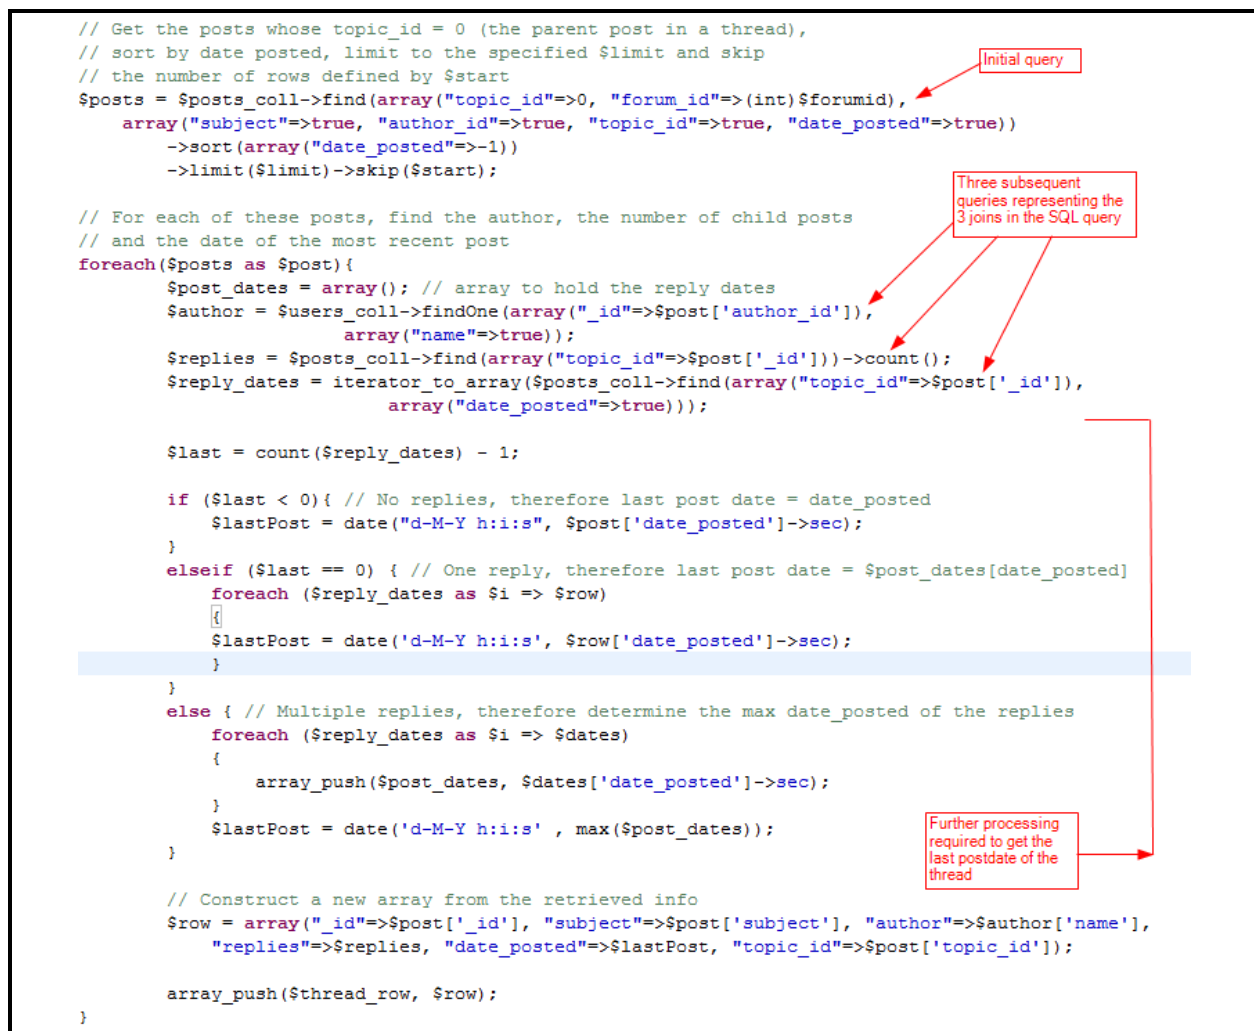 // Get the posts whose topic_id = 0 (the parent post in a thread),
// sort by date posted, limit to the specified $limit and skip
// the number of rows defined by $start
Initial query
$posts = $posts_coll->find(array("topic_id"=>0, "forum_id"=>(int)$forumid),
array("subject"=>true, "author_id"=>true, "topic_id"=>true, "date_posted"=>true))
->sort(array("date_posted"=>-1))
->limit($limit)->skip($start);
Three subsequent
queries representing the
3 joins in the SQL query
// For each of these posts, find the author, the number of child posts
// and the date of the most recent post
foreach($posts as $post){
$post_dates = array(); // array to hold the reply dates
$author = $users_coll->findOne(array("_id"=>$post['author_id']),
array("name"=>true));
$replies = $posts_coll->find(array("topic_id"=>$post['_id']))->count();
$reply_dates = iterator_to_array($posts_coll->find(array("topic_id"=>$post['_id']),
array("date_posted"=>true)));
$last = count($reply_dates) - 1;
if ($last < 0){ // No replies, therefore last post date = date_posted
$lastPost = date("d-M-Y h:i:s", $post['date_posted']->sec);
}
elseif ($last == 0) { // One reply, therefore last post date = $post_dates[date_posted]
foreach ($reply_dates as $i => $row)
{
$lastPost = date('d-M-Y h:i:s', $row['date_posted']->sec);
}
}
else { // Multiple replies, therefore determine the max date_posted of the replies
foreach ($reply_dates as $i => $dates)
{
array_push($post_dates, $dates['date_posted']->sec);
}
$lastPost = date('d-M-Y h:i:s' , max($post_dates));
}
Further processing
required to get the
last postdate of the
thread
// Construct a new array from the retrieved info
$row = array("_id"=>$post['_id'], "subject"=>$post['subject'], "author"=>$author['name'],
"replies"=>$replies, "date_posted"=>$lastPost, "topic_id"=>$post['topic_id']);
array_push($thread_row, $row);
}